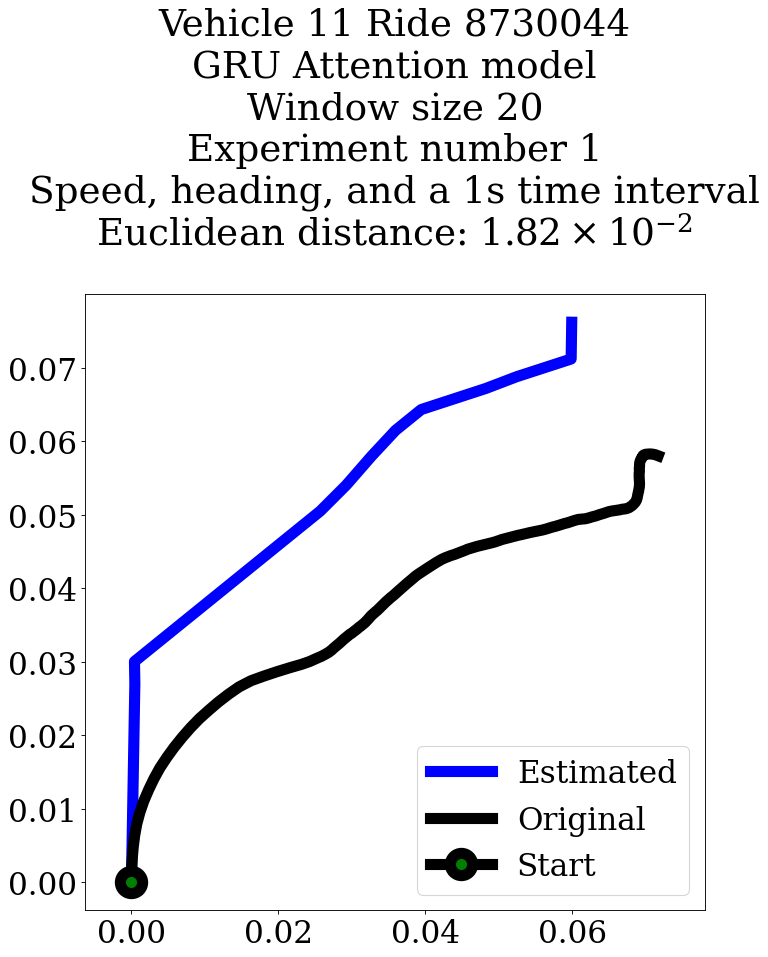 Vehicle 11 Ride 8730044
GRU Attention model
Window size 20
Experiment number 1
Speed, heading, and a 1s time interval
Euclidean distance: 1.82 × 10⁻²
0.07
0.06
0.05
0.04
0.03
0.02
0.01
0.00
Estimated
Original
Start
0.00 0.02 0.04 0.06